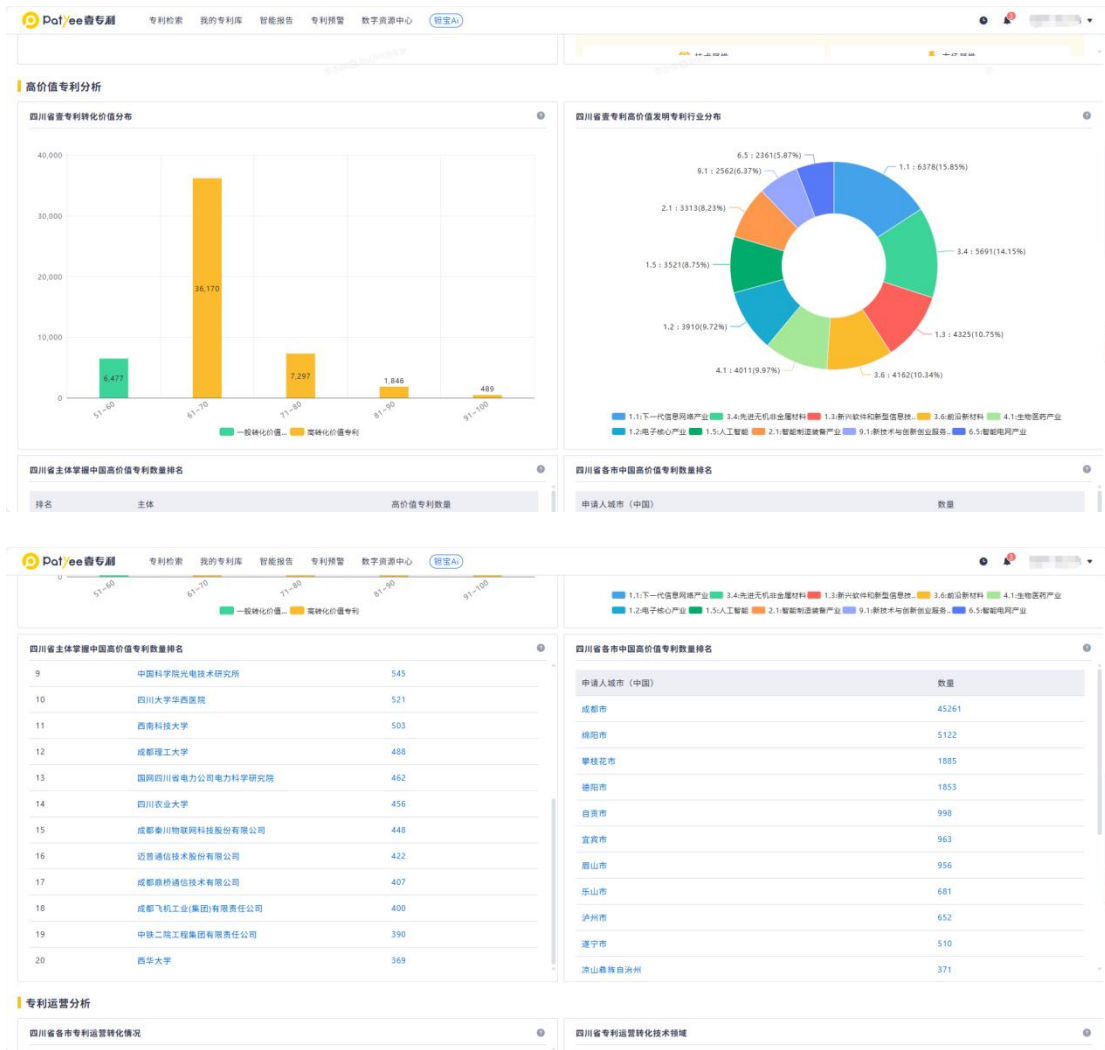 Patyee壹专利 专利检索 我的专利库 智能报告 专利预警 数字资源中心 钽宝Ai 3
高价值专利分析
四川省壹专利转化价值分布
40,000
30,000
20,000
10,000
0
6,477
36,170
7,297
1,846
489
51~60 61~70 71~80 81~90 91~100
一般转化价值... 高转化价值专利
四川省壹专利高价值发明专利行业分布
6.5 : 2361(5.87%)
1.1 : 6378(15.85%)
9.1 : 2562(6.37%)
2.1 : 3313(8.23%)
3.4 : 5691(14.15%)
1.5 : 3521(8.75%)
1.2 : 3910(9.72%)
1.3 : 4325(10.75%)
4.1 : 4011(9.97%)
3.6 : 4162(10.34%)
1.1:下一代信息网络产业 3.4:先进无机非金属材料 1.3:新兴软件和新型信息技... 3.6:前沿新材料 4.1:生物医药产业
1.2:电子核心产业 1.5:人工智能 2.1:智能制造装备产业 9.1:新技术与创新创业服务... 6.5:智能电网产业
四川省主体掌握中国高价值专利数量排名
排名 主体 高价值专利数量
四川省各市中国高价值专利数量排名
申请人城市（中国） 数量
Patyee壹专利 专利检索 我的专利库 智能报告 专利预警 数字资源中心 钽宝Ai 3
0
51~60 61~70 71~80 81~90 91~100
一般转化价值... 高转化价值专利
1.1:下一代信息网络产业 3.4:先进无机非金属材料 1.3:新兴软件和新型信息技... 3.6:前沿新材料 4.1:生物医药产业
1.2:电子核心产业 1.5:人工智能 2.1:智能制造装备产业 9.1:新技术与创新创业服务... 6.5:智能电网产业
四川省主体掌握中国高价值专利数量排名
9 中国科学院光电技术研究所 545
10 四川大学华西医院 521
11 西南科技大学 503
12 成都理工大学 488
13 国网四川省电力公司电力科学研究院 462
14 四川农业大学 456
15 成都秦川物联网科技股份有限公司 448
16 迈普通信技术股份有限公司 422
17 成都鼎桥通信技术有限公司 407
18 成都飞机工业(集团)有限责任公司 400
19 中铁二院工程集团有限责任公司 390
20 西华大学 369
四川省各市中国高价值专利数量排名
申请人城市（中国） 数量
成都市 45261
绵阳市 5122
攀枝花市 1885
德阳市 1853
自贡市 998
宜宾市 963
眉山市 956
乐山市 681
泸州市 652
遂宁市 510
凉山彝族自治州 371
专利运营分析
四川省各市专利运营转化情况
四川省专利运营转化技术领域